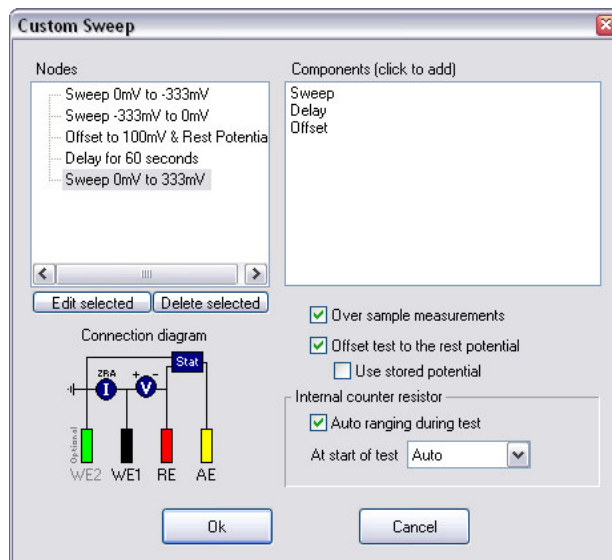 Custom Sweep
Nodes
Sweep 0mV to -333mV
Sweep -333mV to 0mV
Offset to 100mV & Rest Potentia
Delay for 60 seconds
Sweep 0mV to 333mV
Edit selected
Delete selected
Components (click to add)
Sweep
Delay
Offset
Over sample measurements
Offset test to the rest potential
Use stored potential
Internal counter resistor
Auto ranging during test
At start of test
Auto
Connection diagram
Stat
ZRA
I
+ -
V
Optional
WE2 WE1 RE AE
Ok
Cancel